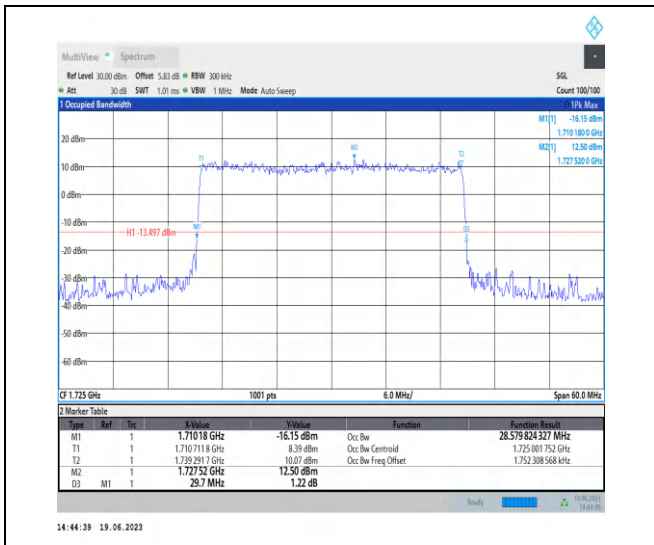 MultiView Spectrum
Ref Level 30.00 dBm Offset 5.83 dB RBW 300 kHz SGL
Att 30 dB SWT 1.01 ms VBW 1 MHz Mode Auto Sweep Count 100/100
1 Occupied Bandwidth 1Pk Max
M1[1] -16.15 dBm
1.710 180 0 GHz
M2[1] 12.50 dBm
1.727 520 0 GHz
20 dBm
M2
T1 T2
10 dBm
0 dBm
-10 dBm
H1 -13.497 dBm
M1 D3
-20 dBm
-30 dBm
-40 dBm
-50 dBm
-60 dBm
CF 1.725 GHz 1001 pts 6.0 MHz/ Span 60.0 MHz
2 Marker Table
Type Ref Trc X-Value Y-Value Function Function Result
M1 1 1.71018 GHz -16.15 dBm Occ Bw 28.579 824 327 MHz
T1 1 1.710 711 8 GHz 8.39 dBm Occ Bw Centroid 1.725 001 752 GHz
T2 1 1.739 291 7 GHz 10.07 dBm Occ Bw Freq Offset 1.752 308 568 kHz
M2 1 1.72752 GHz 12.50 dBm
D3 M1 1 29.7 MHz 1.22 dB
Ready 19.06.2023
14:44:39
14:44:39 19.06.2023